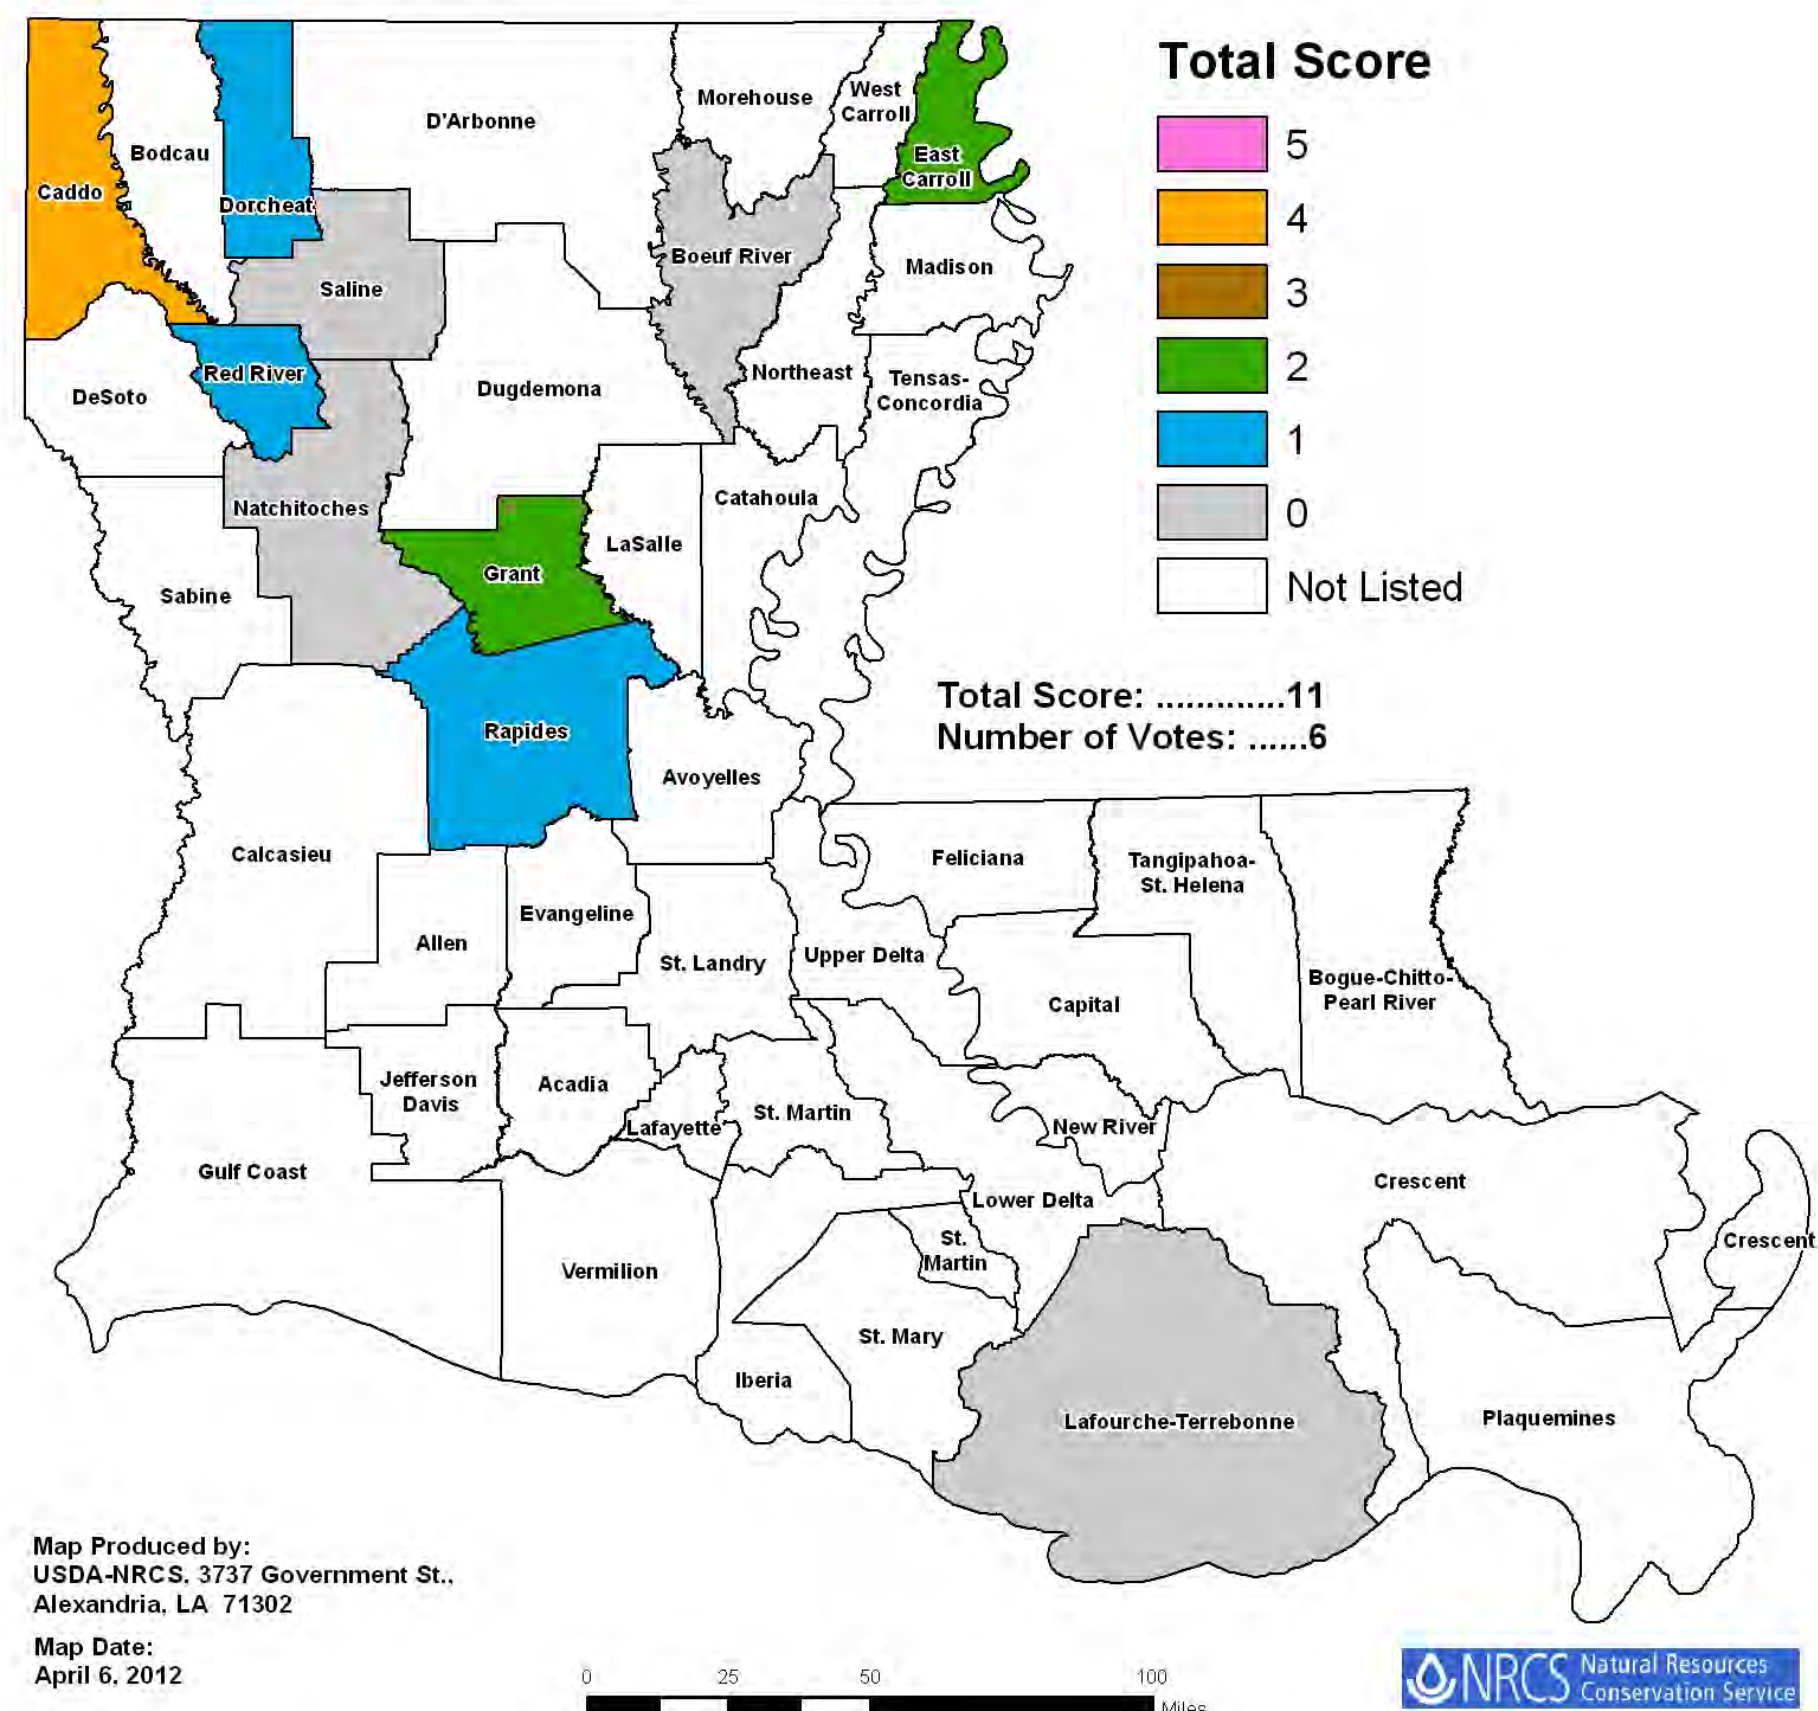 Total Score
5
4
3
2
1
0
Not Listed
Total Score: .............11
Number of Votes: ......6
Caddo
Bodcau
Dorcheat
D'Arbonne
Morehouse
West
Carroll
East
Carroll
Saline
Boeuf River
Madison
DeSoto
Red River
Dugdemona
Northeast
Tensas-
Concordia
Natchitoches
Catahoula
Sabine
Grant
LaSalle
Rapides
Avoyelles
Calcasieu
Allen
Evangeline
St. Landry
Upper Delta
Feliciana
Tangipahoa-
St. Helena
Capital
Bogue-Chitto-
Pearl River
Gulf Coast
Jefferson
Davis
Acadia
Lafayette
St. Martin
New River
Crescent
Crescent
Lower Delta
Vermilion
St.
Martin
St. Mary
Iberia
Lafourche-Terrebonne
Plaquemines
Map Produced by:
USDA-NRCS, 3737 Government St.,
Alexandria, LA 71302
Map Date:
April 6, 2012
0 25 50 100
Miles
NRCS Natural Resources
Conservation Service